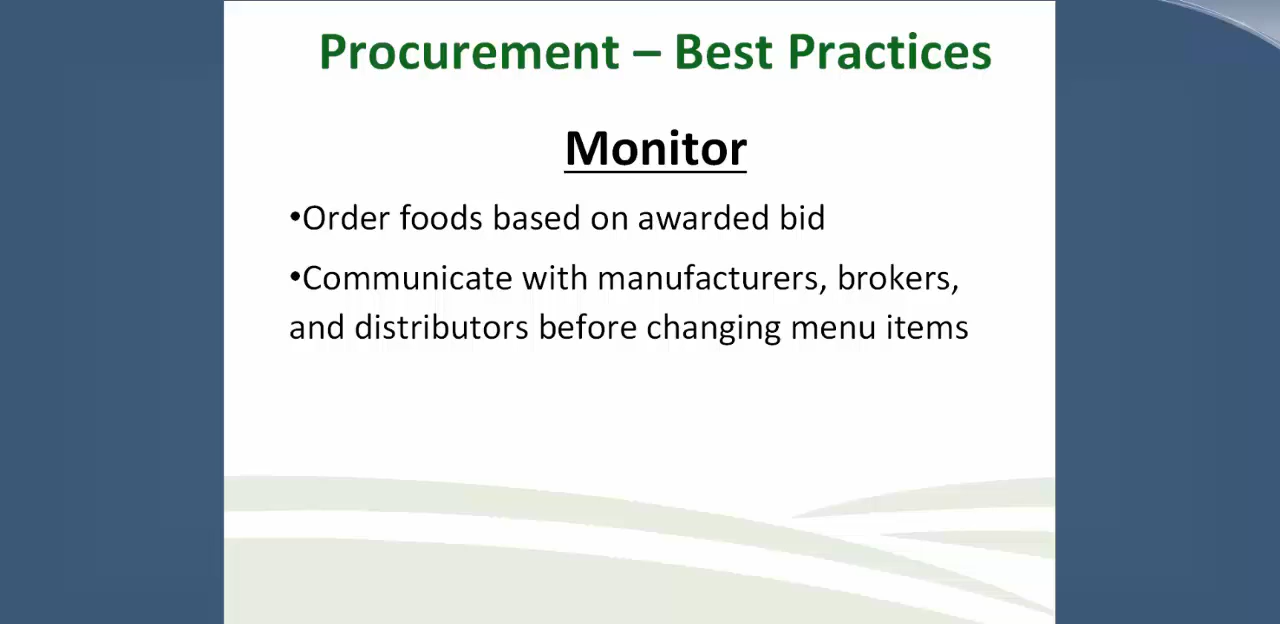 Procurement – Best Practices
Monitor
•Order foods based on awarded bid
•Communicate with manufacturers, brokers,
and distributors before changing menu items